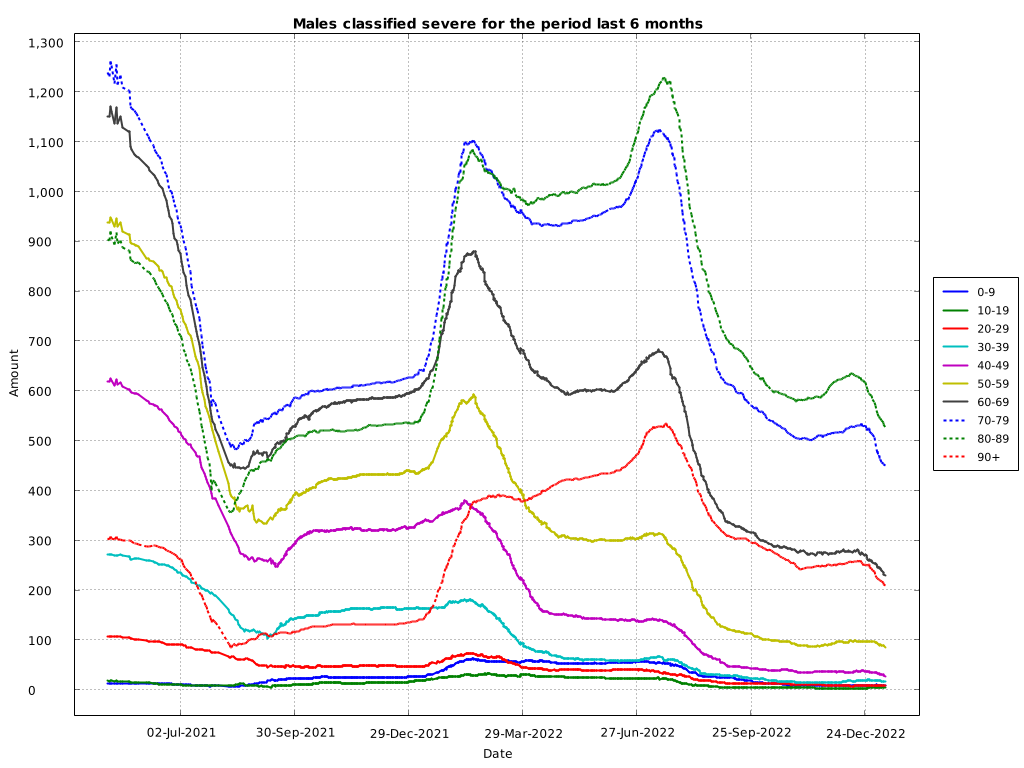 Males classified severe for the period last 6 months
1,300
1,200
1,100
1,000
900
800
700
600
500
400
300
200
100
0
Amount
02-Jul-2021
30-Sep-2021
29-Dec-2021
29-Mar-2022
27-Jun-2022
25-Sep-2022
24-Dec-2022
Date
0-9
10-19
20-29
30-39
40-49
50-59
60-69
70-79
80-89
90+